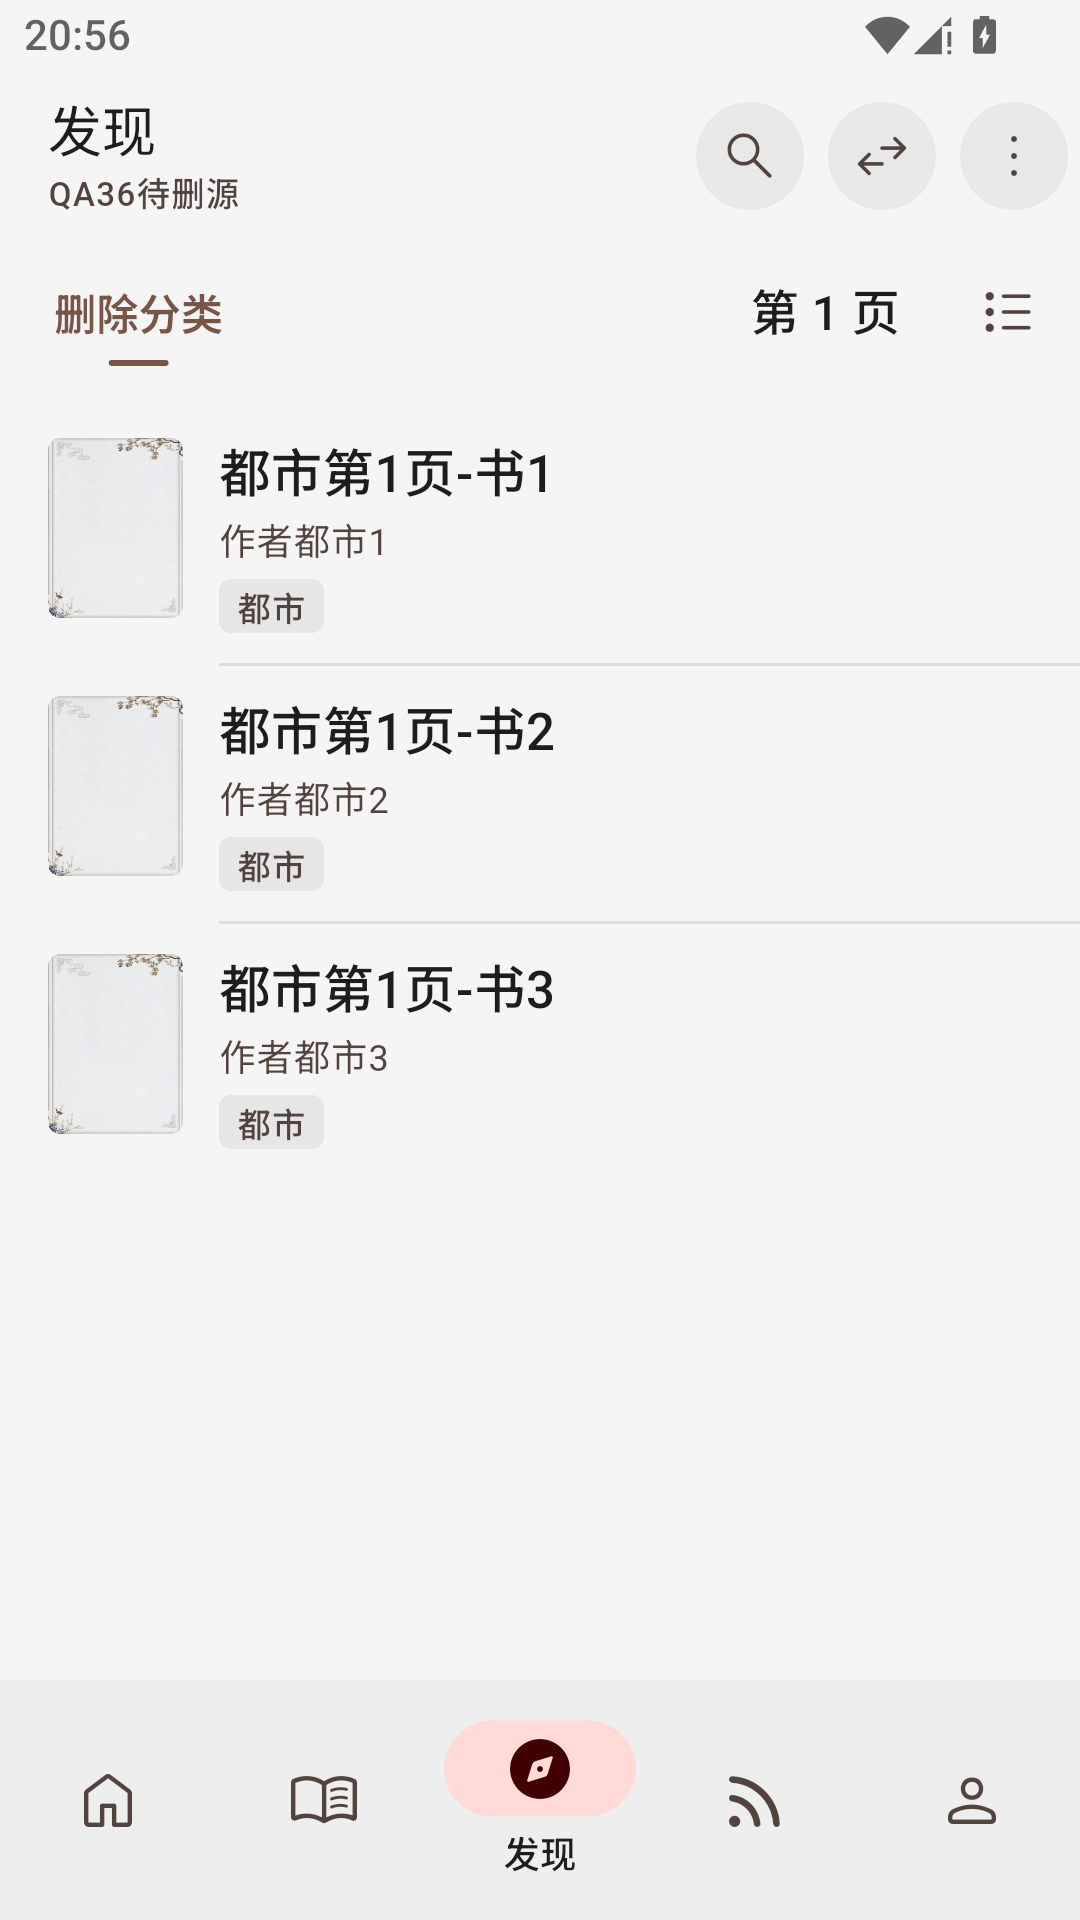 20:56
发现
QA36待删源
删除分类
第 1 页
都市第1页-书1
作者都市1
都市
都市第1页-书2
作者都市2
都市
都市第1页-书3
作者都市3
都市
发现